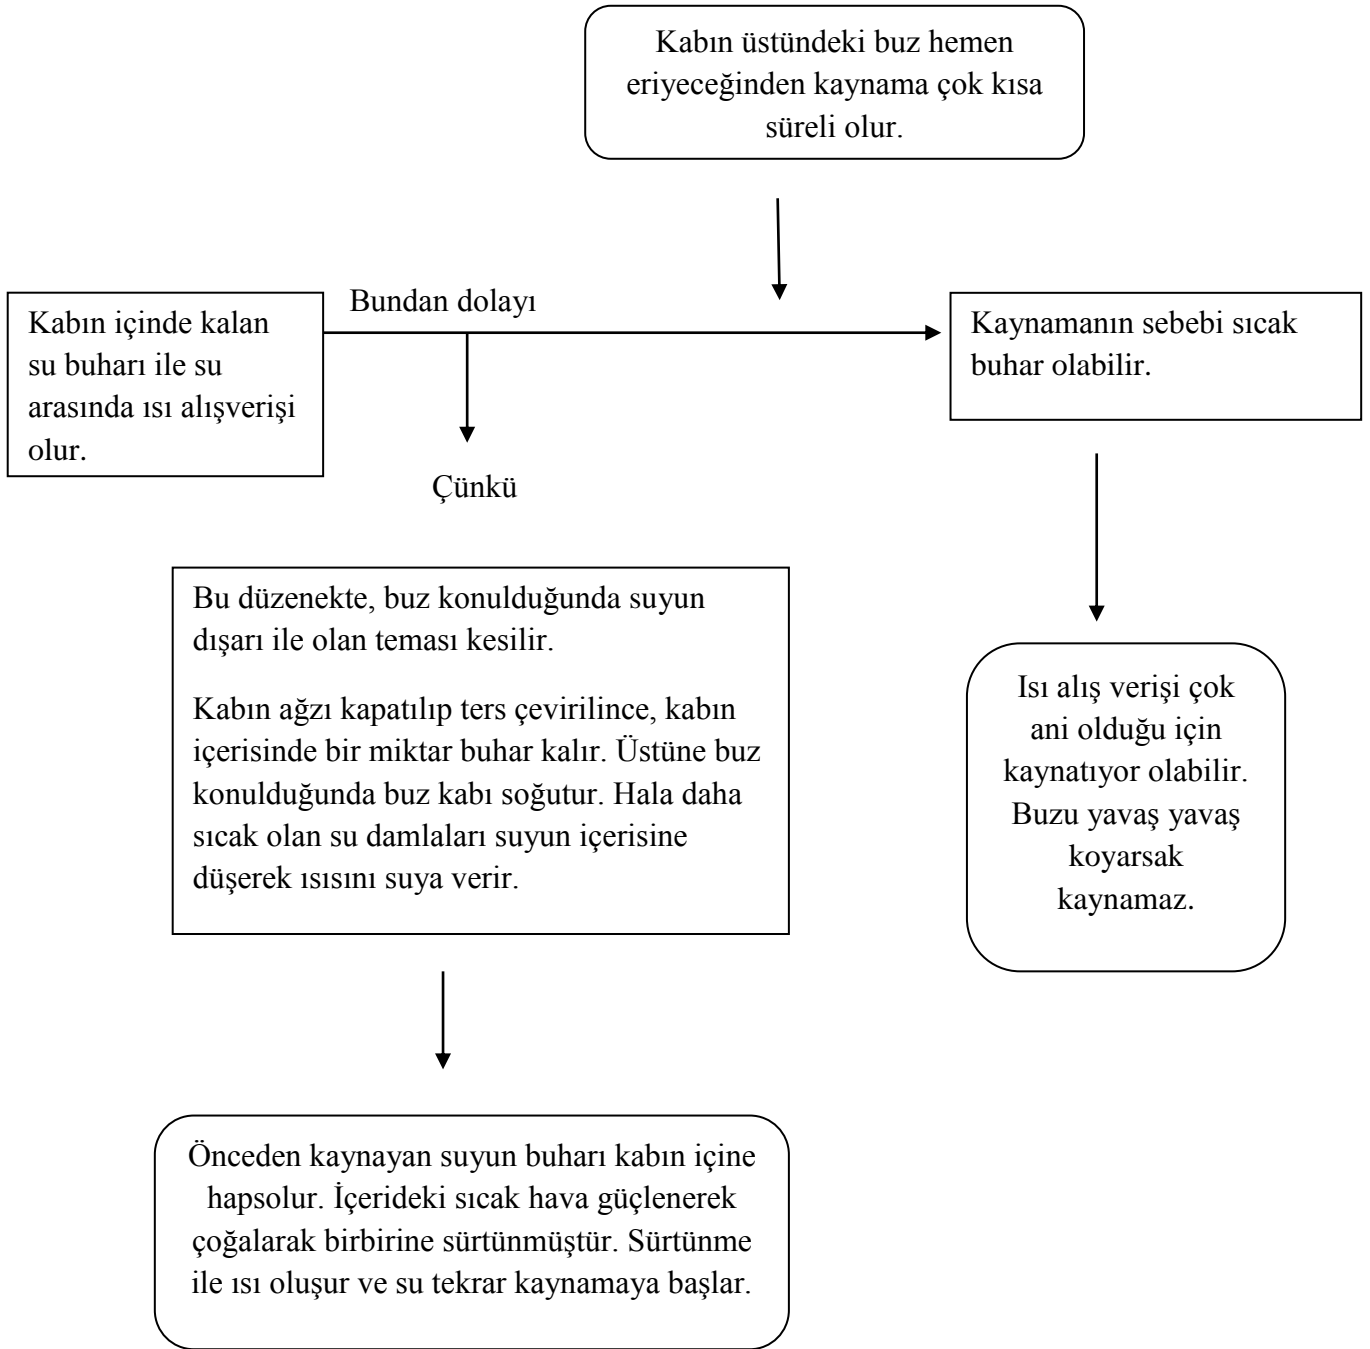 Kabın üstündeki buz hemen
eriyeceğinden kaynama çok kısa
süreli olur.
Bundan dolayı
Kabın içinde kalan
su buharı ile su
arasında ısı alışverişi
olur.
Kaynamanın sebebi sıcak
buhar olabilir.
Çünkü
Bu düzenekte, buz konulduğunda suyun
dışarı ile olan teması kesilir.
Kabın ağzı kapatılıp ters çevirilince, kabın
içerisinde bir miktar buhar kalır. Üstüne buz
konulduğunda buz kabı soğutur. Hala daha
sıcak olan su damlaları suyun içerisine
düşerek ısısını suya verir.
Isı alış verişi çok
ani olduğu için
kaynatıyor olabilir.
Buzu yavaş yavaş
koyarsak
kaynamaz.
Önceden kaynayan suyun buharı kabın içine
hapsolur. İçerideki sıcak hava güçlenerek
çoğalarak birbirine sürtünmüştür. Sürtünme
ile ısı oluşur ve su tekrar kaynamaya başlar.